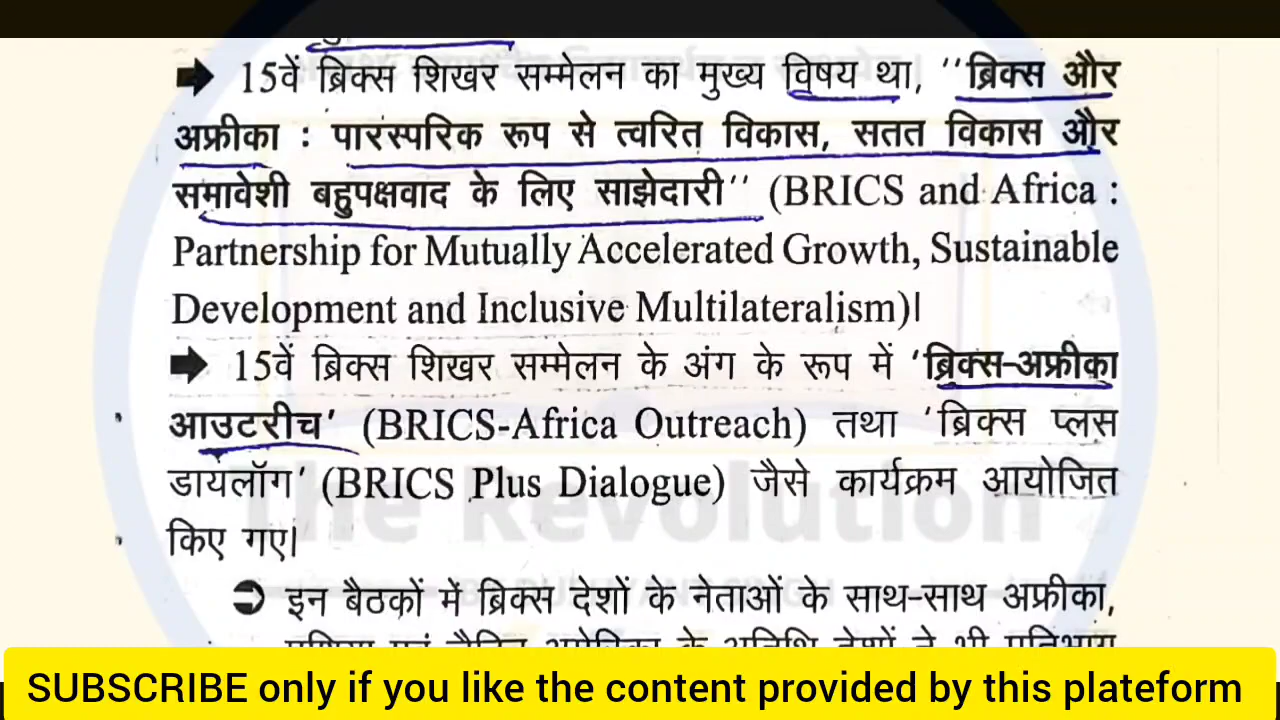 ➡ 15वें ब्रिक्स शिखर सम्मेलन का मुख्य विषय था, ''ब्रिक्स और
अफ्रीका : पारस्परिक रूप से त्वरित विकास, सतत विकास और
समावेशी बहुपक्षवाद के लिए साझेदारी'' (BRICS and Africa :
Partnership for Mutually Accelerated Growth, Sustainable
Development and Inclusive Multilateralism)।
➡ 15वें ब्रिक्स शिखर सम्मेलन के अंग के रूप में 'ब्रिक्स-अफ्रीका
आउटरीच' (BRICS-Africa Outreach) तथा 'ब्रिक्स प्लस
डायलॉग' (BRICS Plus Dialogue) जैसे कार्यक्रम आयोजित
किए गए।
The Revolution
इन बैठकों में ब्रिक्स देशों के नेताओं के साथ-साथ अफ्रीका,
SUBSCRIBE only if you like the content provided by this plateform